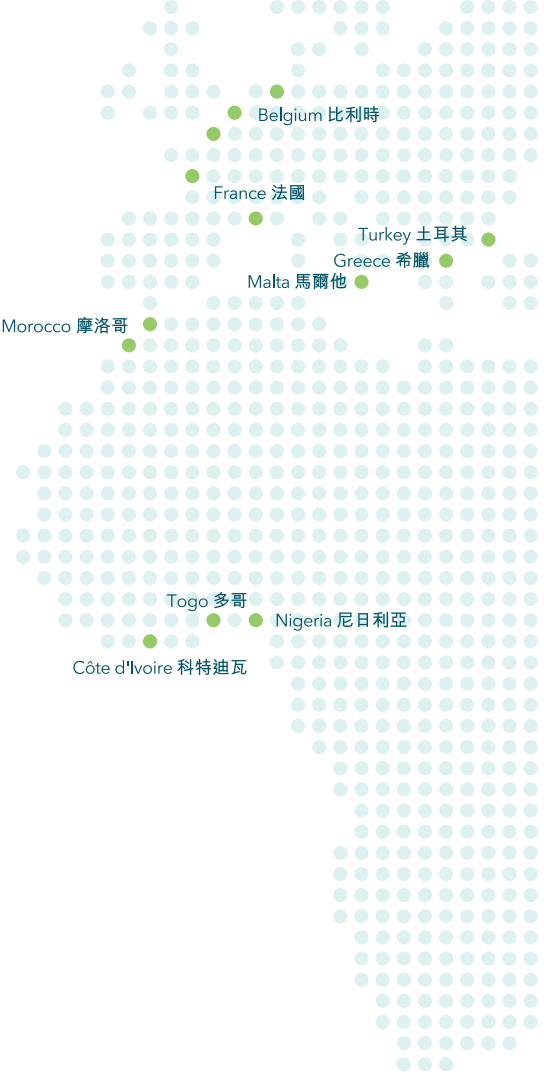 Belgium 比利時
France 法國
Turkey 土耳其
Greece 希臘
Malta 馬爾他
Morocco 摩洛哥
Togo 多哥
Nigeria 尼日利亞
Côte d'Ivoire 科特迪瓦